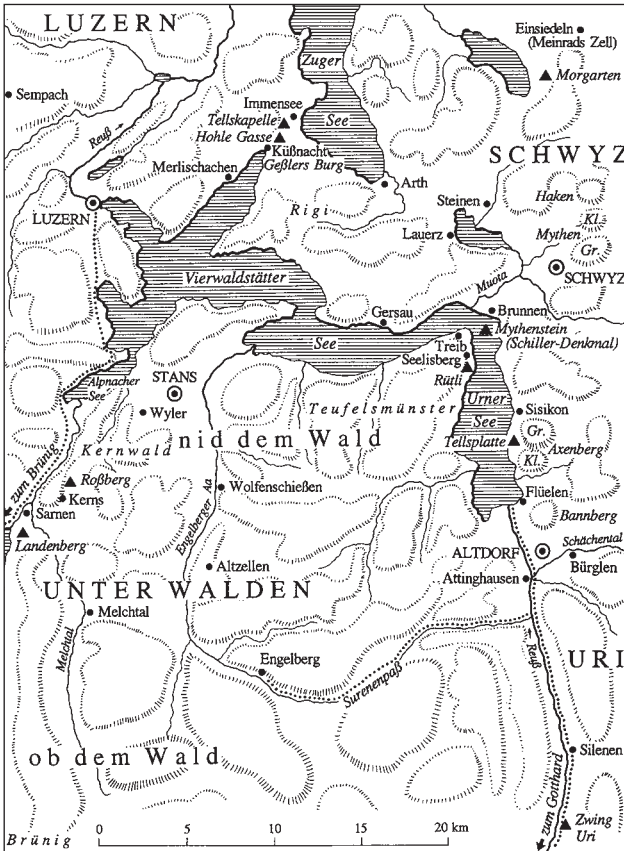 LUZERN
Zuger
See
Einsiedeln
(Meinrads Zell)
Morgarten
Sempach
Reuß
Immensee
Tellskapelle
Hohle Gasse
Küßnacht
Geßlers Burg
Merlischachen
Arth
SCHWYZ
Steinen
Haken
Kl.
Mythen
Gr.
LUZERN
Rigi
Lauerz
SCHWYZ
Vierwaldstätter
Muota
Gersau
Brunnen
Mythenstein
(Schiller-Denkmal)
See
Treib
Seelisberg
Rütli
Alpnacher
See
STANS
Wyler
Teufelsmünster
Urner
See
Sisikon
Tellsplatte
Gr.
Kl.
Axenberg
nid dem Wald
Kernwald
zum Brünig
Roßberg
Kerns
Sarnen
Landenberg
Wolfenschießen
Engelberger Aa
Flüelen
Bannberg
ALTDORF
Schächental
Bürglen
Attinghausen
Altzellen
UNTER WALDEN
Melchtal
Melchtal
Reuß
URI
Engelberg
Surenenpaß
ob dem Wald
Silenen
zum Gotthard
Zwing
Uri
Brünig
0 5 10 15 20 km